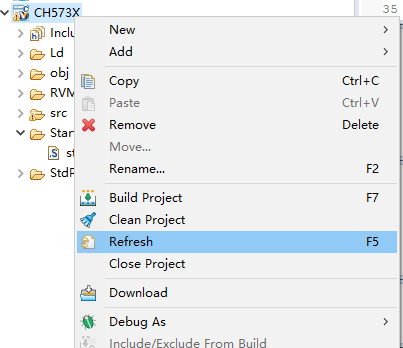 CH573X
35
Inclu
New
Add
Ld
obj
Copy Ctrl+C
RVM
Paste Ctrl+V
src
Remove Delete
Star
Move...
st
Rename... F2
StdP
Build Project F7
Clean Project
Refresh F5
Close Project
Download
Debug As
Include/Exclude From Build